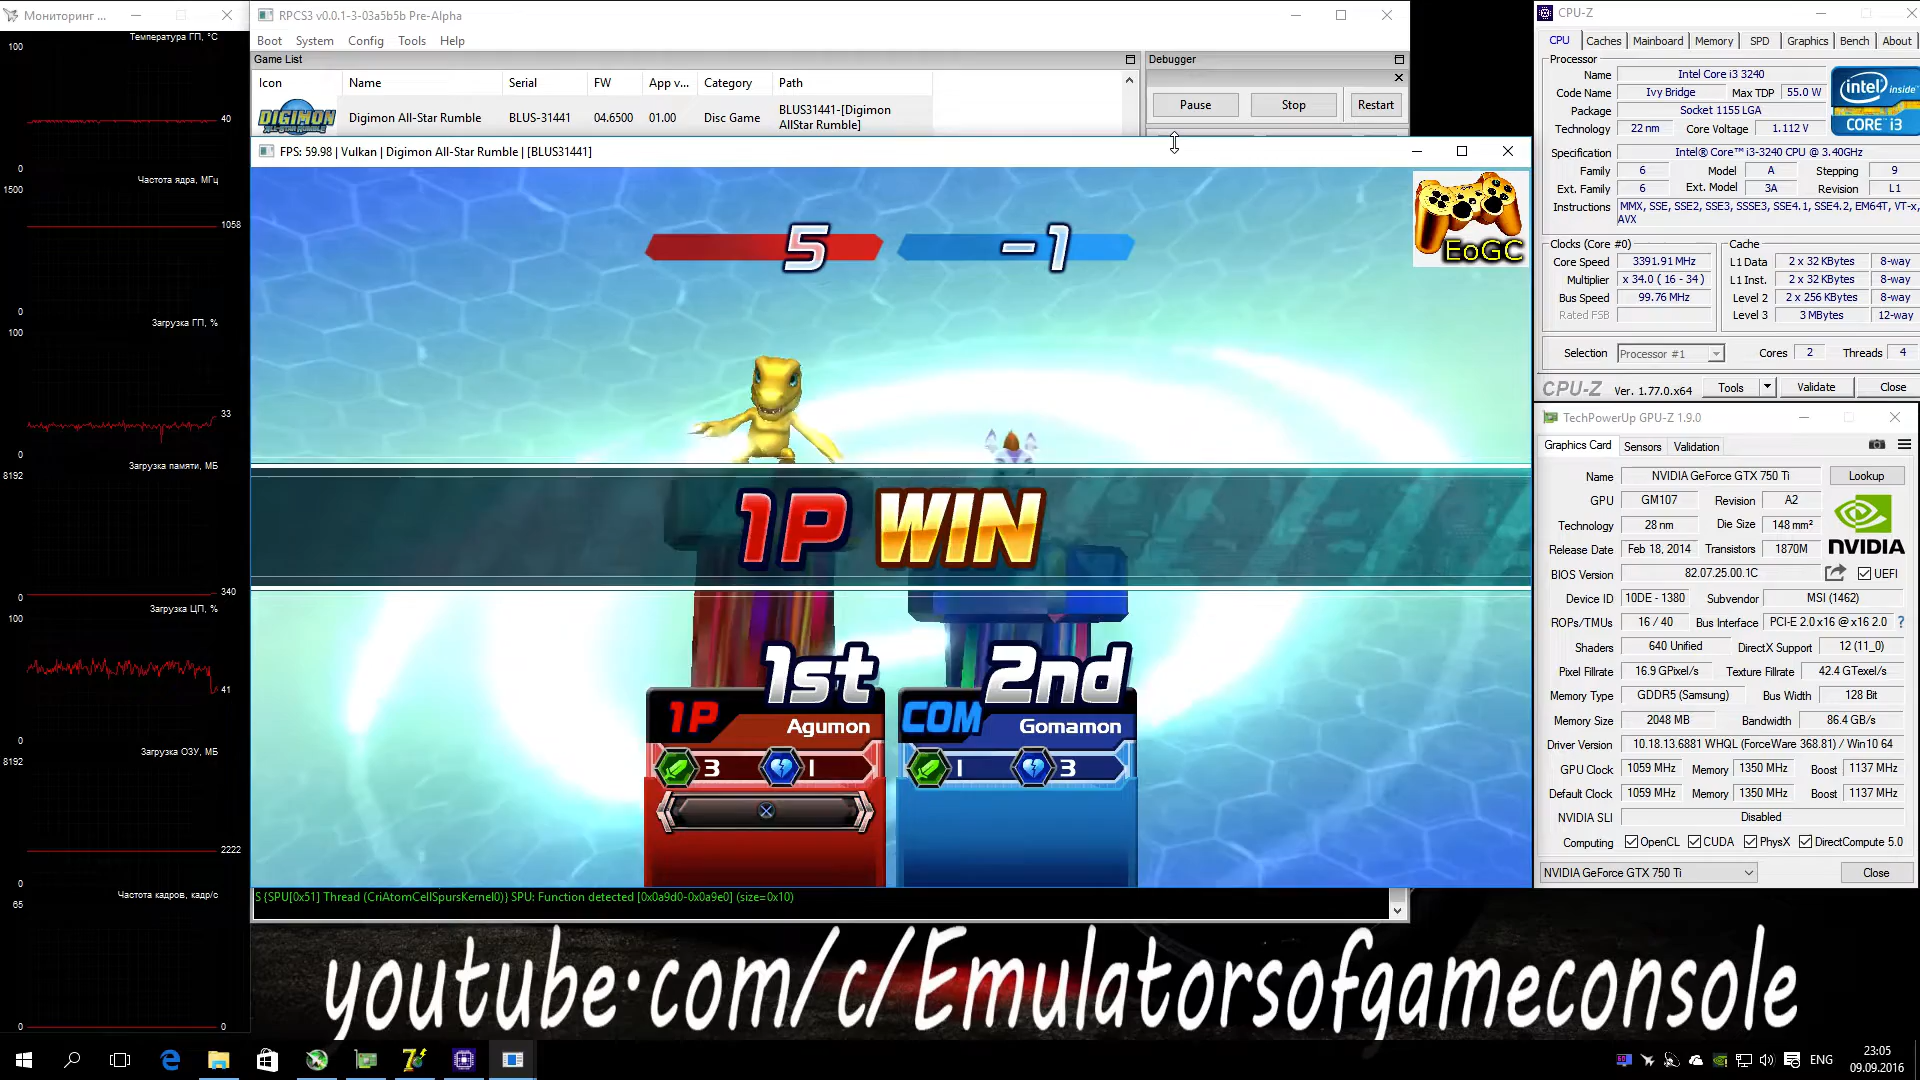 Мониторинг ...
Температура ГП, °C
100
40
0
Частота ядра, МГц
1500
1058
0
Загрузка ГП, %
100
33
0
Загрузка памяти, МБ
8192
340
0
Загрузка ЦП, %
100
41
0
Загрузка ОЗУ, МБ
8192
2222
0
Частота кадров, кадр/с
65
0
0
RPCS3 v0.0.1-3-03a5b5b Pre-Alpha
Boot System Config Tools Help
Game List
Icon Name Serial FW App v... Category Path
DIGIMON
Digimon All-Star Rumble BLUS-31441 04.6500 01.00 Disc Game BLUS31441-[Digimon
AllStar Rumble]
Debugger
Pause Stop Restart
FPS: 59.98 | Vulkan | Digimon All-Star Rumble | [BLUS31441]
EoGC
5 -1
1P WIN
1st 2nd
1P Agumon
3 1
COM Gomamon
1 3
S {SPU[0x51] Thread (CriAtomCellSpursKernel0)} SPU: Function detected [0x0a9d0-0x0a9e0] (size=0x10)
youtube.com/c/Emulatorsofgameconsole
CPU-Z
CPU Caches Mainboard Memory SPD Graphics Bench About
Processor
Name Intel Core i3 3240
Code Name Ivy Bridge Max TDP 55.0 W
Package Socket 1155 LGA
Technology 22 nm Core Voltage 1.112 V
intel inside
CORE i3
Specification Intel® Core™ i3-3240 CPU @ 3.40GHz
Family 6 Model A Stepping 9
Ext. Family 6 Ext. Model 3A Revision L1
Instructions MMX, SSE, SSE2, SSE3, SSSE3, SSE4.1, SSE4.2, EM64T, VT-x,
AVX
Clocks (Core #0)
Core Speed 3391.91 MHz
Multiplier x 34.0 ( 16 - 34 )
Bus Speed 99.76 MHz
Rated FSB
Cache
L1 Data 2 x 32 KBytes 8-way
L1 Inst. 2 x 32 KBytes 8-way
Level 2 2 x 256 KBytes 8-way
Level 3 3 MBytes 12-way
Selection Processor #1 Cores 2 Threads 4
CPU-Z Ver. 1.77.0.x64 Tools Validate Close
TechPowerUp GPU-Z 1.9.0
Graphics Card Sensors Validation
Name NVIDIA GeForce GTX 750 Ti Lookup
GPU GM107 Revision A2
Technology 28 nm Die Size 148 mm²
Release Date Feb 18, 2014 Transistors 1870M
NVIDIA
BIOS Version 82.07.25.00.1C UEFI
Device ID 10DE - 1380 Subvendor MSI (1462)
ROPs/TMUs 16 / 40 Bus Interface PCI-E 2.0 x16 @ x16 2.0 ?
Shaders 640 Unified DirectX Support 12 (11_0)
Pixel Fillrate 16.9 GPixel/s Texture Fillrate 42.4 GTexel/s
Memory Type GDDR5 (Samsung) Bus Width 128 Bit
Memory Size 2048 MB Bandwidth 86.4 GB/s
Driver Version 10.18.13.6881 WHQL (ForceWare 368.81) / Win10 64
GPU Clock 1059 MHz Memory 1350 MHz Boost 1137 MHz
Default Clock 1059 MHz Memory 1350 MHz Boost 1137 MHz
NVIDIA SLI Disabled
Computing OpenCL CUDA PhysX DirectCompute 5.0
NVIDIA GeForce GTX 750 Ti Close
ENG
23:05
09.09.2016